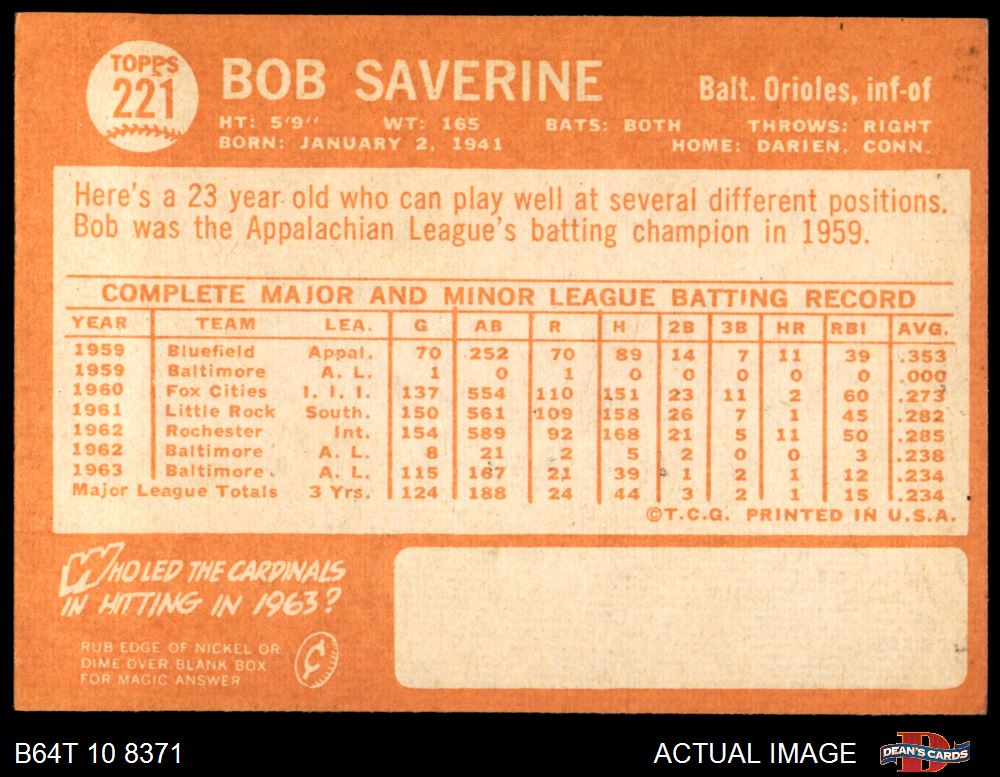 TOPPS
221
BOB SAVERINE
Balt. Orioles, inf-of
HT: 5'9" WT: 165 BATS: BOTH THROWS: RIGHT
BORN: JANUARY 2, 1941 HOME: DARIEN, CONN.
Here's a 23 year old who can play well at several different positions.
Bob was the Appalachian League's batting champion in 1959.
COMPLETE MAJOR AND MINOR LEAGUE BATTING RECORD
YEAR TEAM LEA. G AB R H 2B 3B HR RBI AVG.
1959 Bluefield Appal. 70 252 70 89 14 7 11 39 .353
1959 Baltimore A. L. 1 0 1 0 0 0 0 0 .000
1960 Fox Cities I. I. I. 137 554 110 151 23 11 2 60 .273
1961 Little Rock South. 150 561 109 158 26 7 1 45 .282
1962 Rochester Int. 154 589 92 168 21 5 11 50 .285
1962 Baltimore A. L. 8 21 2 5 2 0 0 3 .238
1963 Baltimore. A. L. 115 167 21 39 1 2 1 12 .234
Major League Totals 3 Yrs. 124 188 24 44 3 2 1 15 .234
©T.C.G. PRINTED IN U.S.A.
WHO LED THE CARDINALS
IN HITTING IN 1963?
RUB EDGE OF NICKEL OR
DIME OVER BLANK BOX
FOR MAGIC ANSWER
¢
B64T 10 8371
ACTUAL IMAGE
D
DEAN'S CARDS